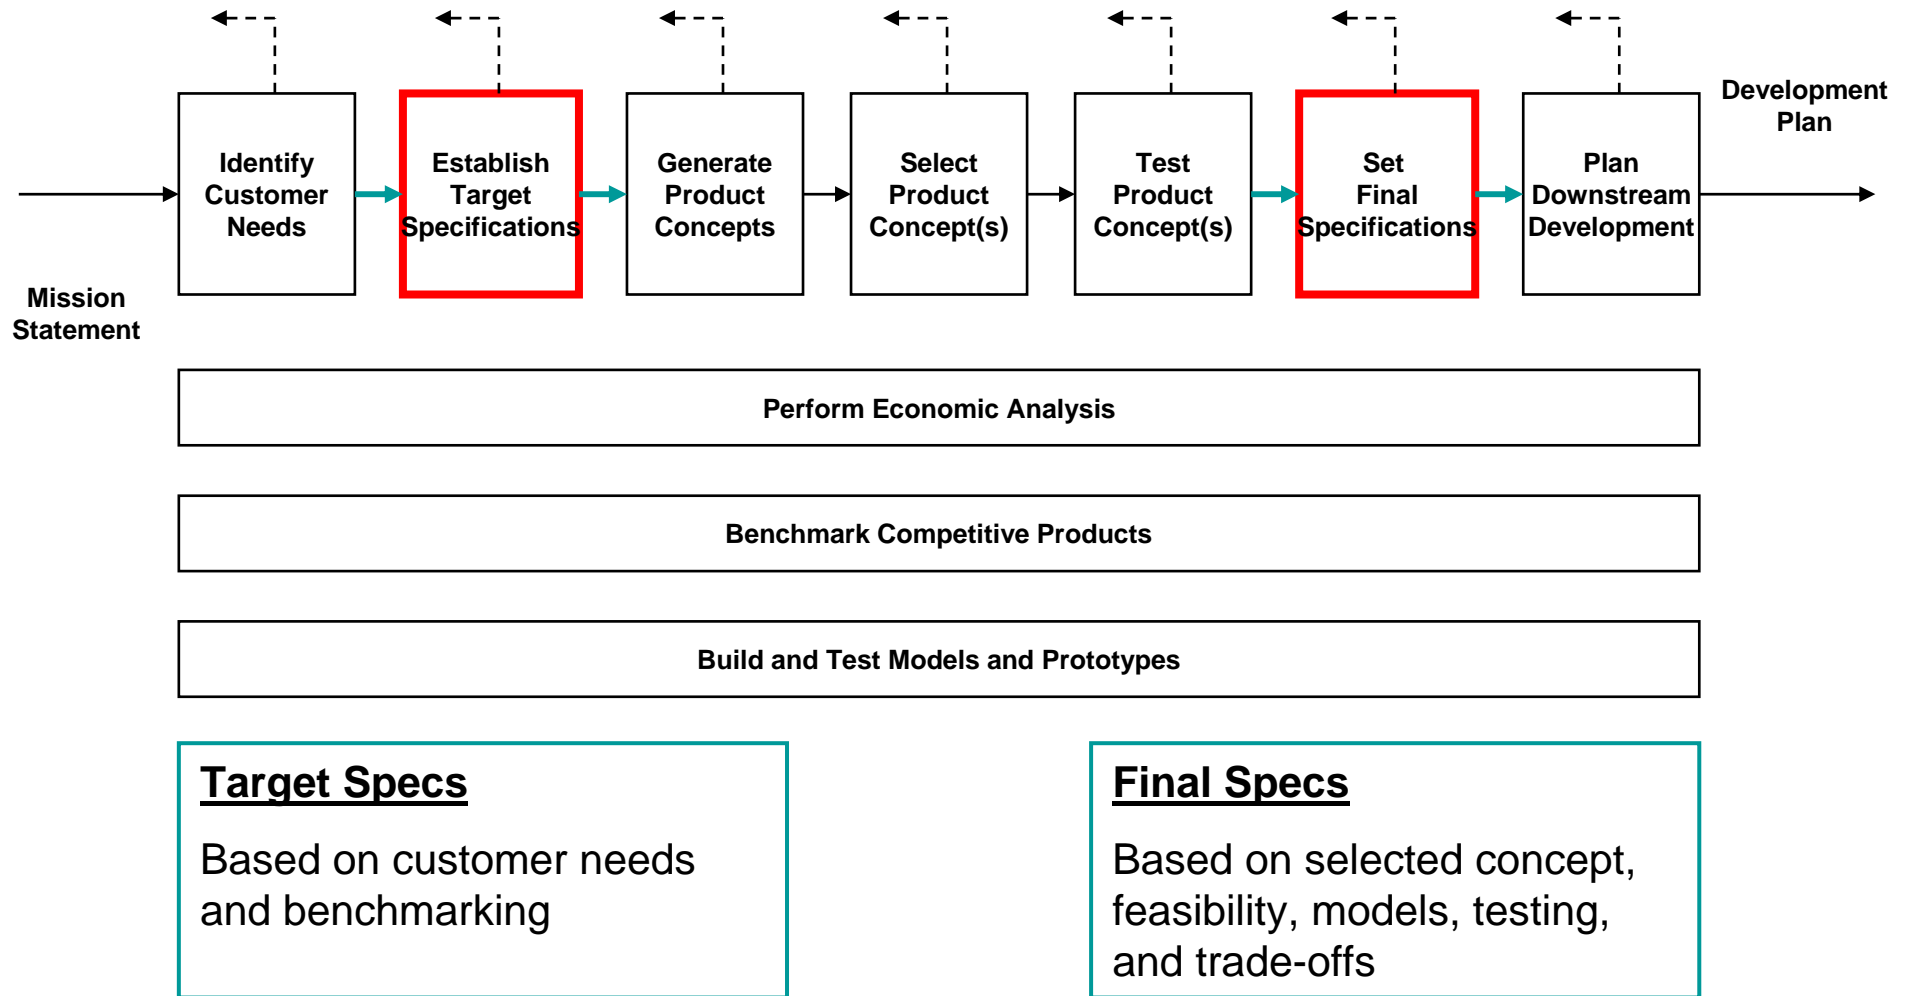 Development
Plan
Identify
Customer
Needs
Establish
Target
Specifications
Generate
Product
Concepts
Select
Product
Concept(s)
Test
Product
Concept(s)
Set
Final
Specifications
Plan
Downstream
Development
Mission
Statement
Perform Economic Analysis
Benchmark Competitive Products
Build and Test Models and Prototypes
Target Specs
Based on customer needs
and benchmarking
Final Specs
Based on selected concept,
feasibility, models, testing,
and trade-offs